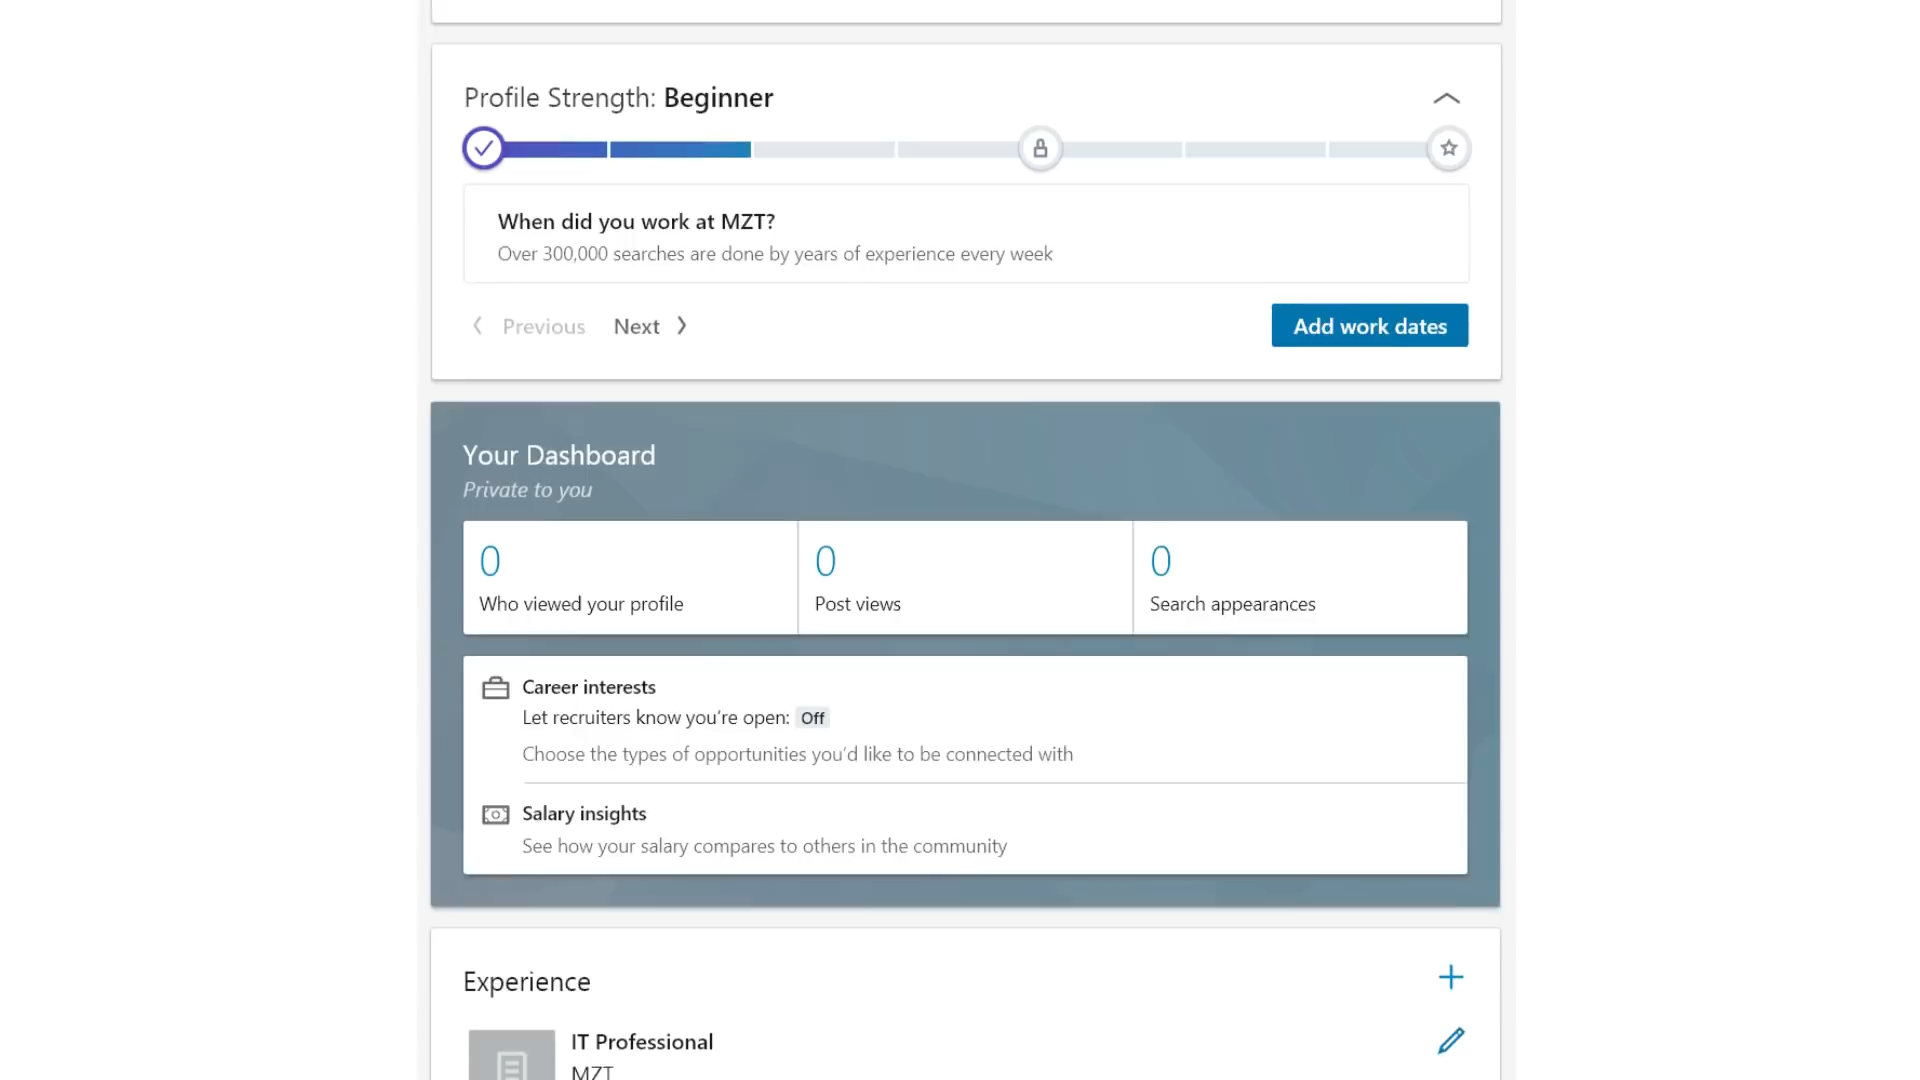 Profile Strength: Beginner
When did you work at MZT?
Over 300,000 searches are done by years of experience every week
Previous
Next
Add work dates
Your Dashboard
Private to you
0
Who viewed your profile
0
Post views
0
Search appearances
Career interests
Let recruiters know you’re open: Off
Choose the types of opportunities you’d like to be connected with
Salary insights
See how your salary compares to others in the community
Experience
IT Professional
MZT